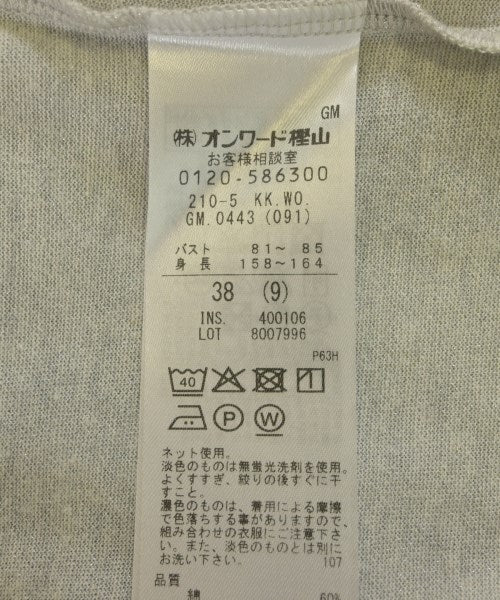 GM
(株)オンワード樫山
お客様相談室
0120-586300
210-5 KK.WO.
GM.0443 (091)
バスト 81〜 85
身長 158〜164
38 (9)
INS. 400106
LOT 8007996
P63H
40
P W
ネット使用。
淡色のものは無蛍光洗剤を使用。
よくすすぎ、絞りの後すぐに干
すこと。
濃色のものは、着用による摩擦
で色落ちする事がありますので、
組み合わせの衣服にご注意下さ
い。また、淡色のものとは別に
お洗い下さい。 107
品質
綿 60%